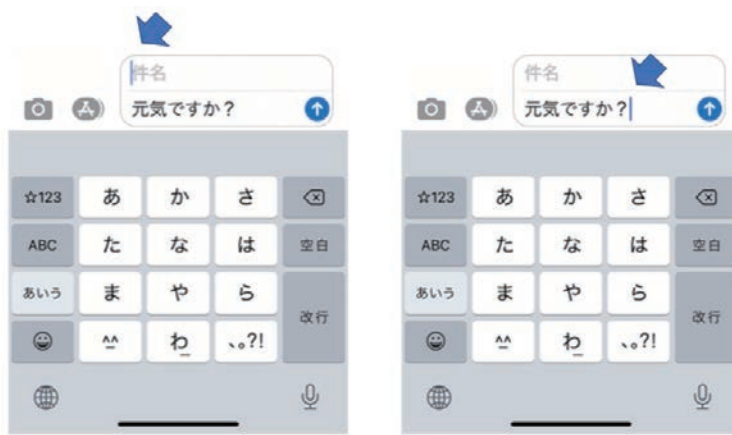 件名
元気ですか？
☆123 あ か さ
ABC た な は 空白
あいう ま や ら
改行
^^ わ 、。?!
件名
元気ですか？
☆123 あ か さ
ABC た な は 空白
あいう ま や ら
改行
^^ わ 、。?!